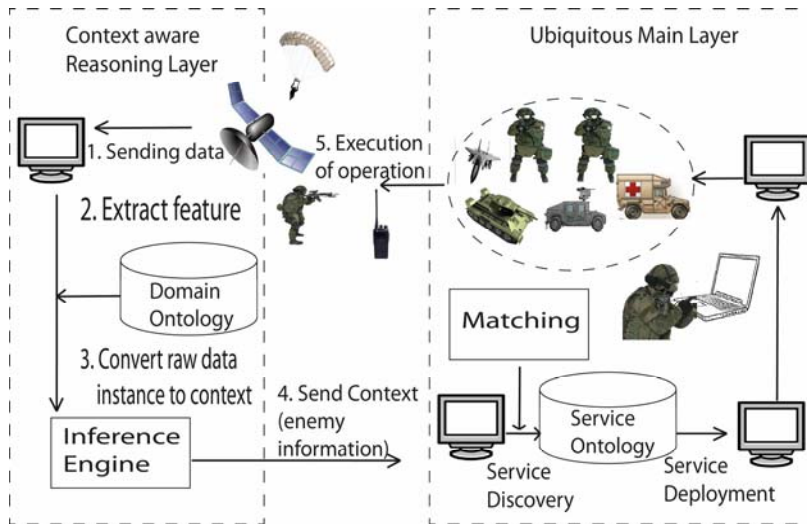 Context aware
Reasoning Layer
Ubiquitous Main Layer
1. Sending data
5. Execution
of operation
2. Extract feature
Domain
Ontology
3. Convert raw data
instance to context
Inference
Engine
4. Send Context
(enemy
information)
Matching
Service
Ontology
Service
Discovery
Service
Deployment